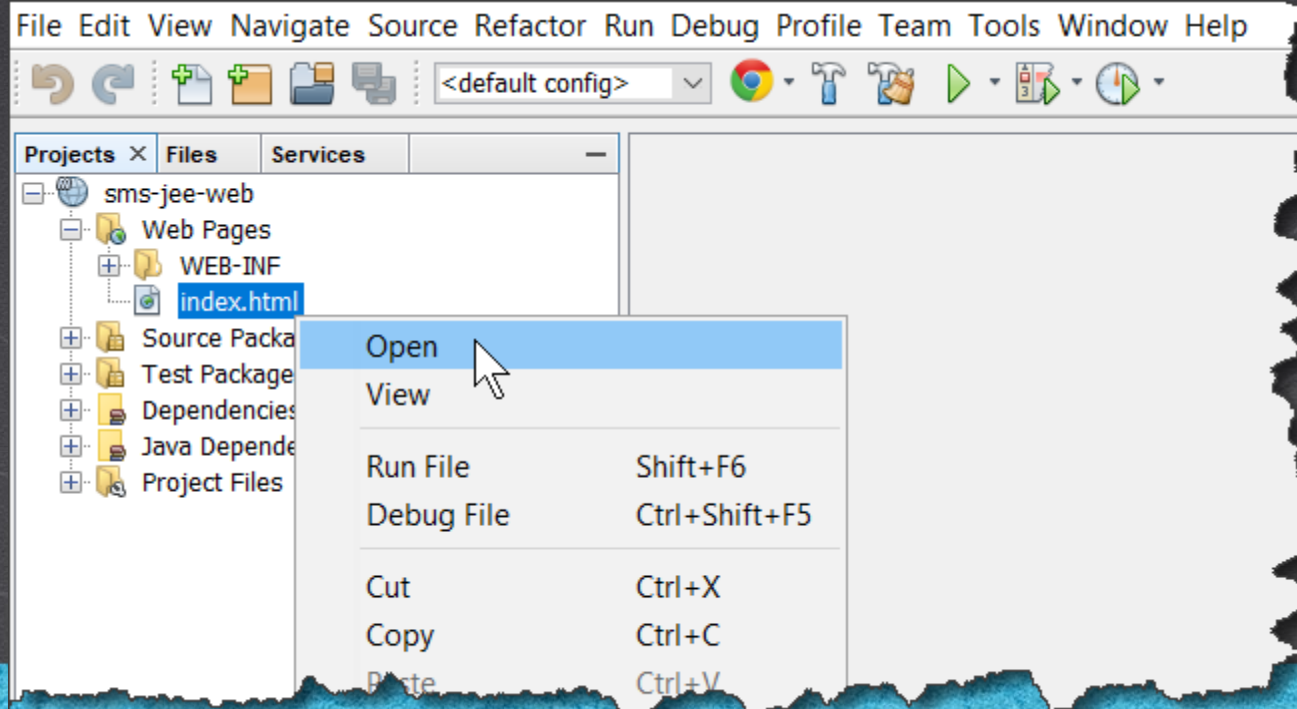 File Edit View Navigate Source Refactor Run Debug Profile Team Tools Window Help
<default config>
Projects Files Services
sms-jee-web
Web Pages
WEB-INF
index.html
Source Packa
Test Package
Dependencies
Java Depende
Project Files
Open
View
Run File Shift+F6
Debug File Ctrl+Shift+F5
Cut Ctrl+X
Copy Ctrl+C
Paste Ctrl+V